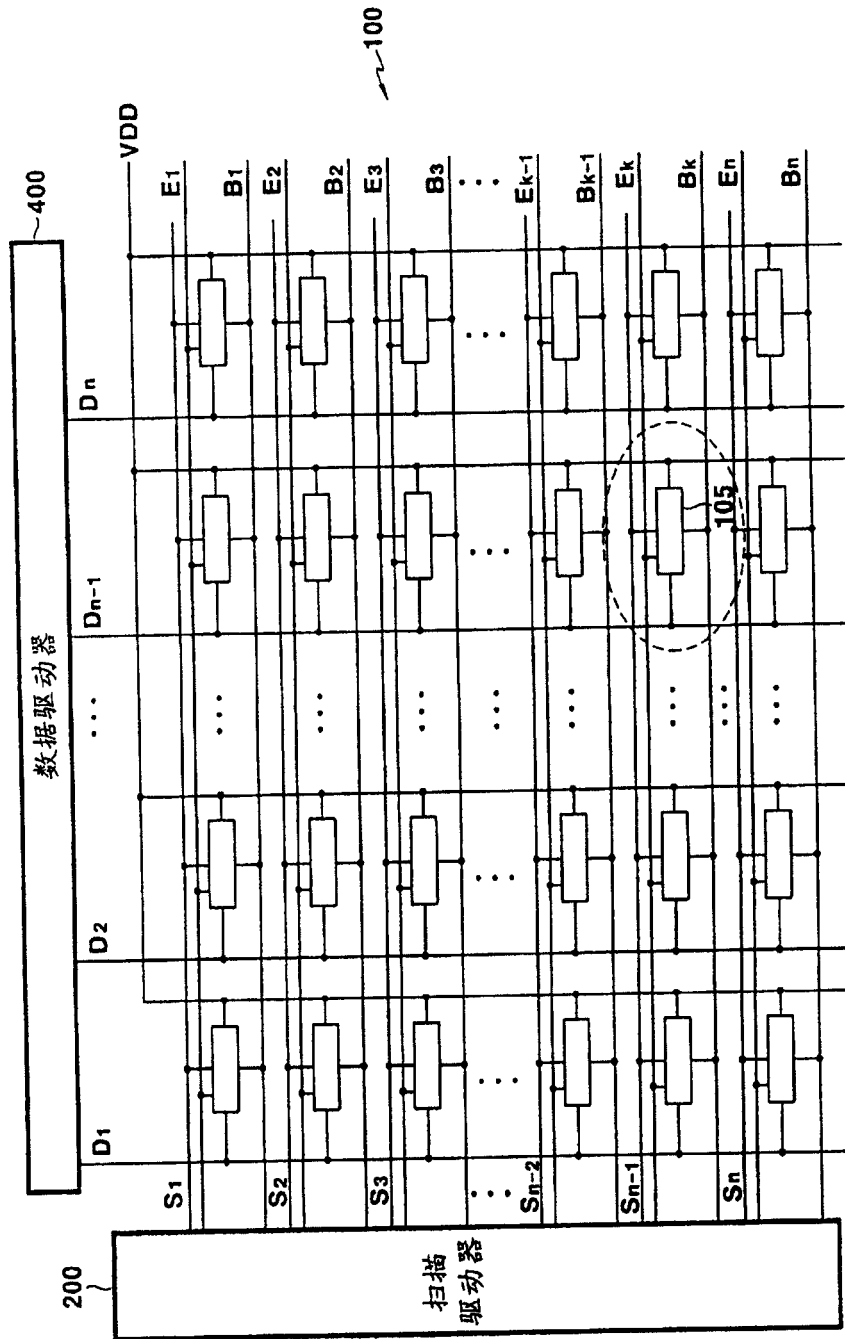 400
数据驱动器
D1
D2
...
Dn-1
Dn
VDD
100
S1
E1
B1
S2
E2
B2
S3
E3
B3
...
Sn-2
Ek-1
Bk-1
Sn-1
Ek
Bk
105
Sn
En
Bn
200
扫描
驱动器